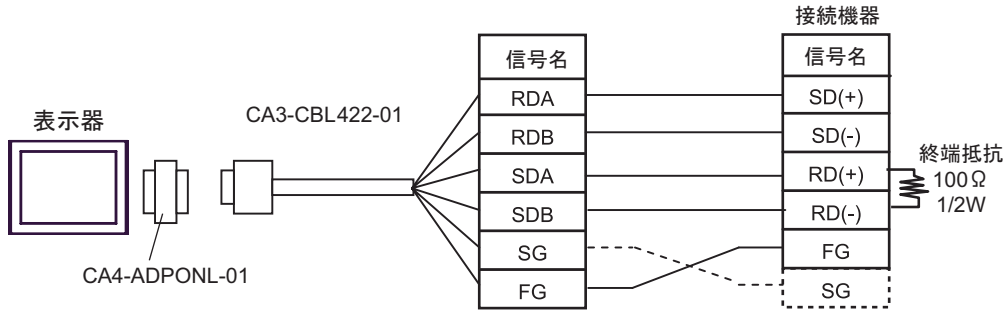 表示器
CA4-ADPONL-01
CA3-CBL422-01
信号名
RDA
RDB
SDA
SDB
SG
FG
接続機器
信号名
SD(+)
SD(-)
RD(+)
RD(-)
FG
SG
終端抵抗
100Ω
1/2W